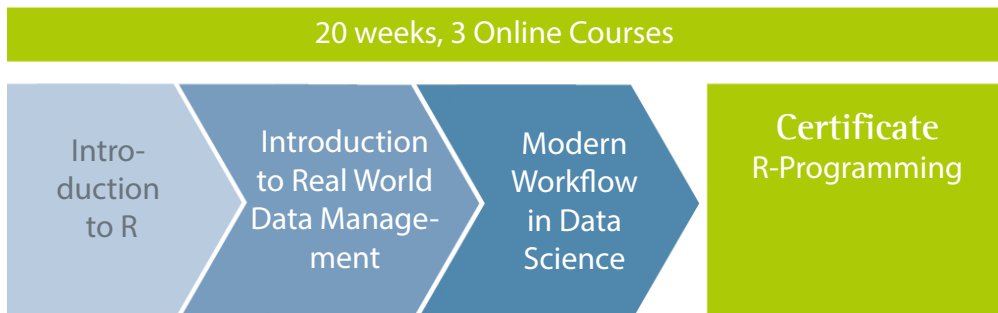 20 weeks, 3 Online Courses
Intro-
duction
to R
Introduction
to Real World
Data Manage-
ment
Modern
Workflow
in Data
Science
Certificate
R-Programming